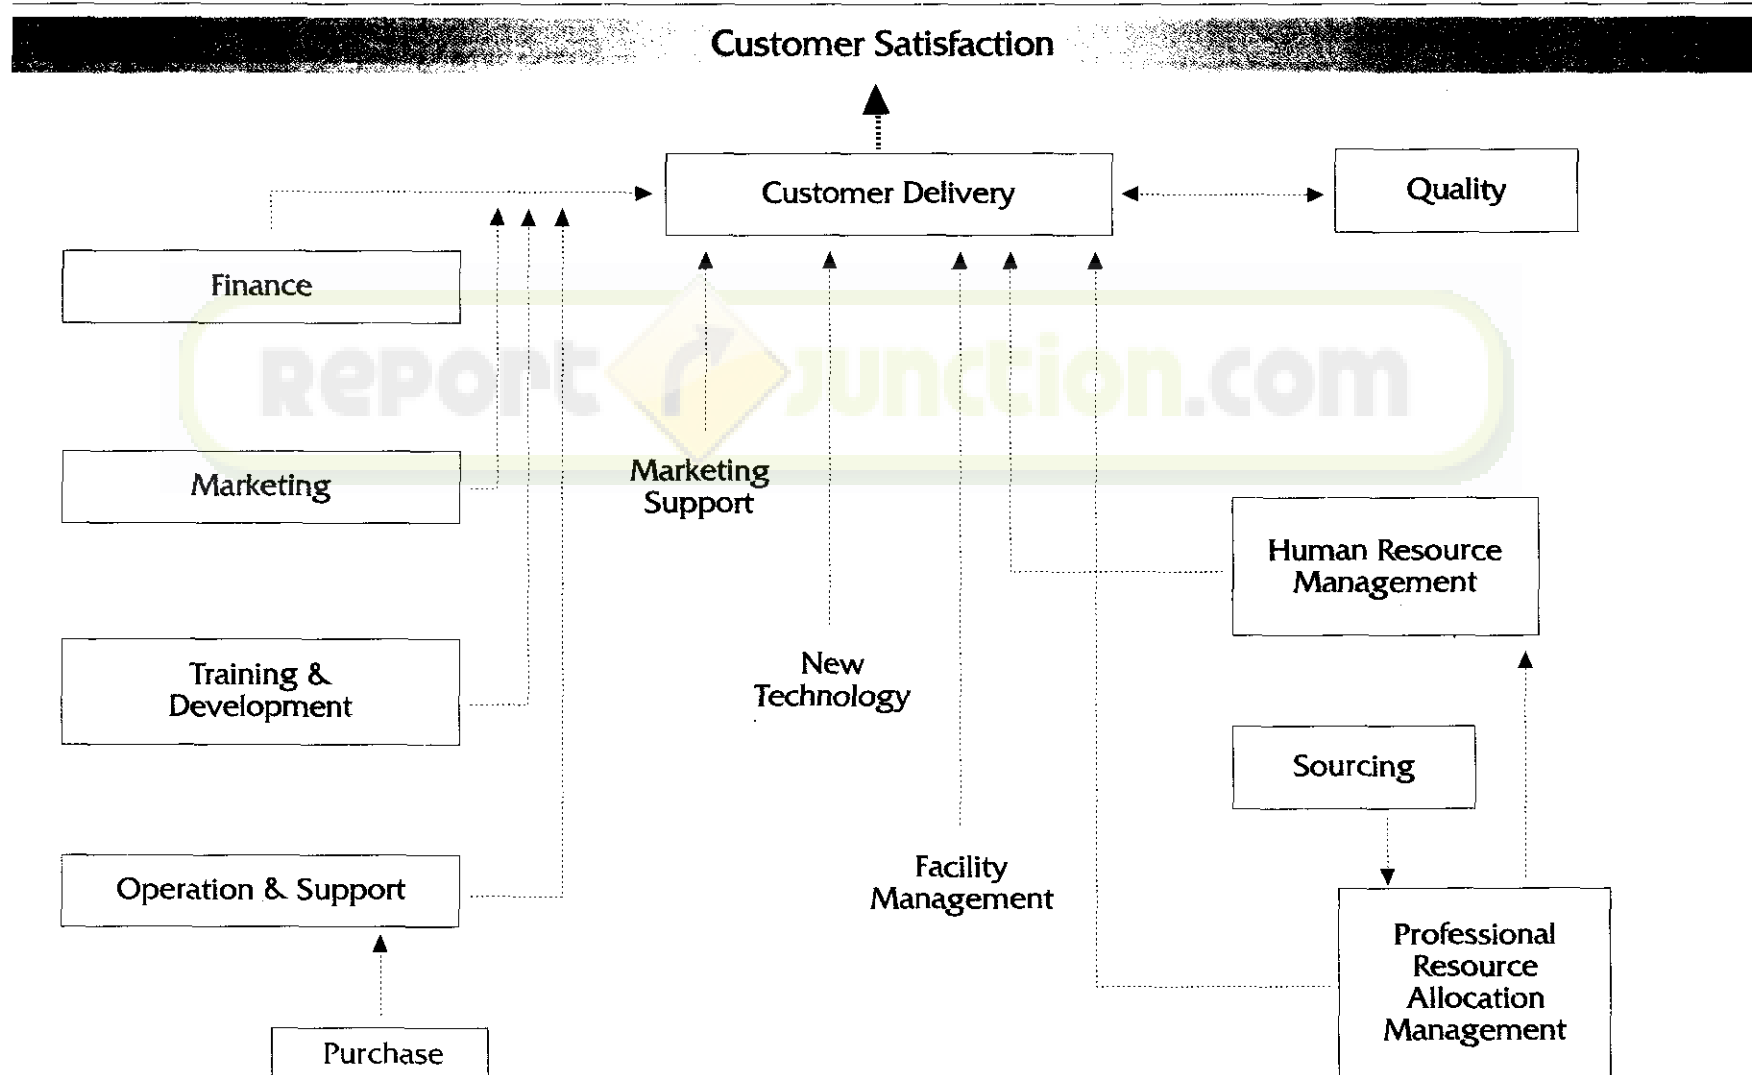 Customer Satisfaction
Customer Delivery
Quality
Finance
RePORt JUnction.com
Marketing
Marketing
Support
Human Resource
Management
Training &
Development
New
Technology
Sourcing
Operation & Support
Facility
Management
Professional
Resource
Allocation
Management
Purchase